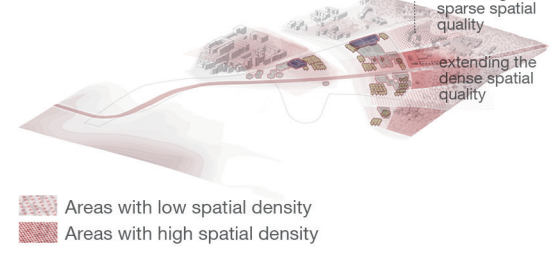 sparse spatial
quality
extending the
dense spatial
quality
Areas with low spatial density
Areas with high spatial density